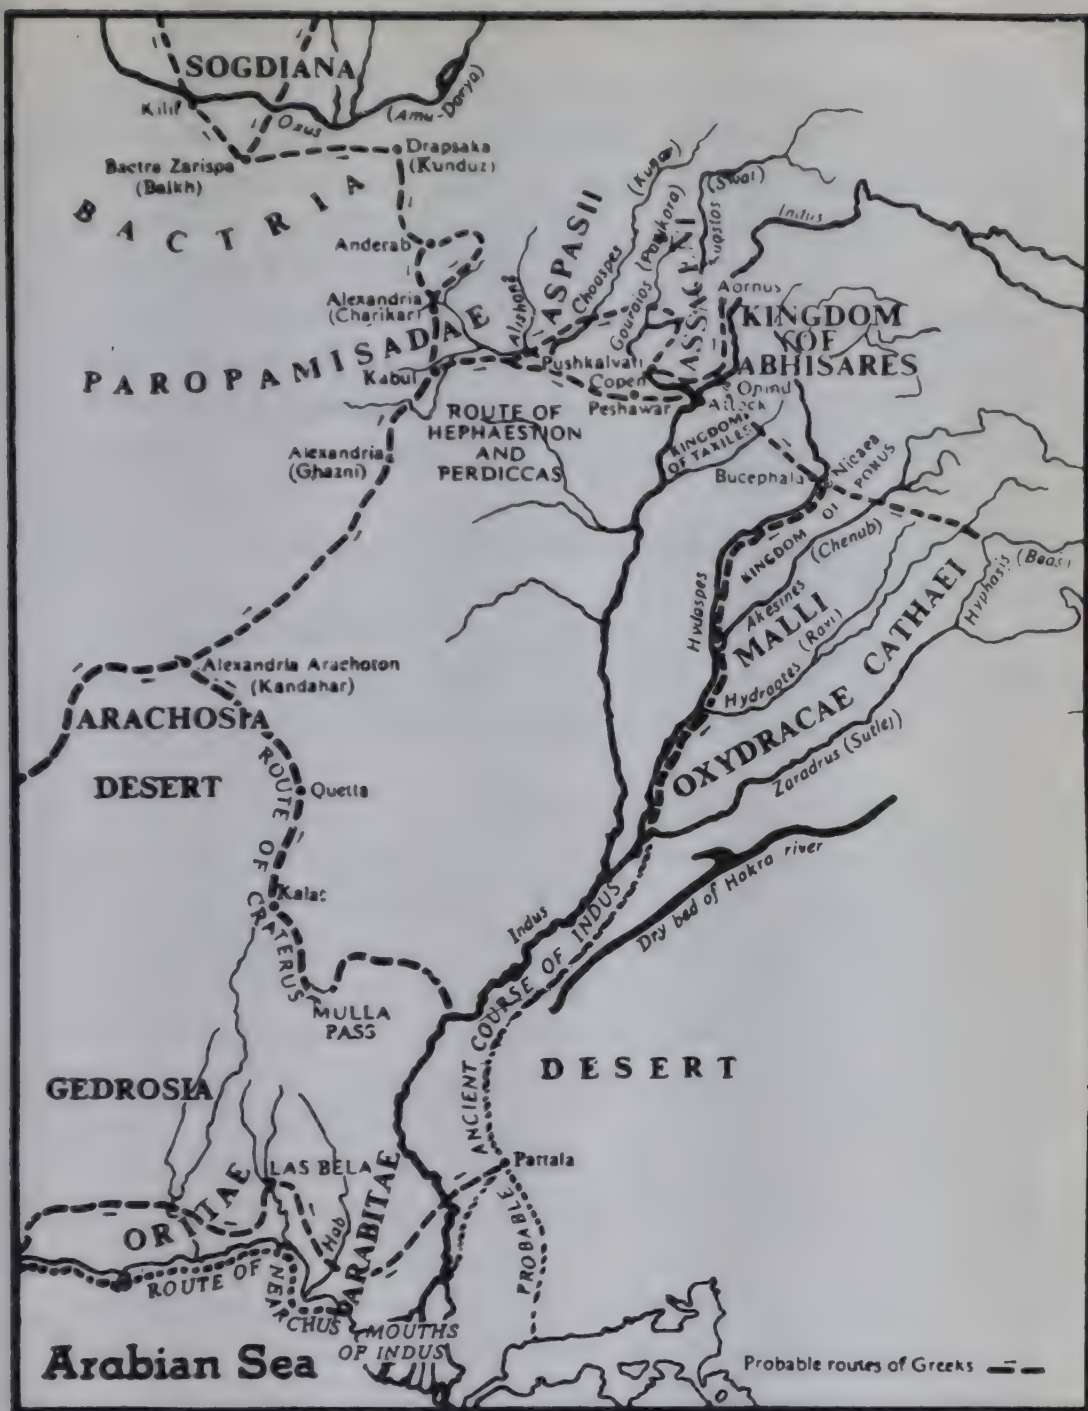 SOGDIANA
Kilif
Oxus
(Amu-Darya)
Bactra Zarispa
(Balkh)
Drapsaka
(Kunduz)
BACTRIA
Anderab
Alexandria
(Charikar)
PAROPAMISADAE
Kabul
Alishang
ASPASII
Choaspes
Gouraios (Panjkora)
ASSACENI
(Swat)
Indus
Aornus
KINGDOM
OF
ABHISARES
Pushkalvati
Copen
Peshawar
Attock
KINGDOM
OF TAXILES
ROUTE OF
HEPHAESTION
AND
PERDICCAS
Alexandria
(Ghazni)
Bucephala
Nicaea
KINGDOM OF PORUS
Hydaspes
Akesines (Chenub)
MALLI
Hydraotes (Ravi)
OXYDRACAE
CATHAEI
Hyphasis (Beas)
Zaradrus (Sutlej)
Dry bed of Hakra river
Alexandria Arachoton
(Kandahar)
ARACHOSIA
DESERT
ROUTE OF CRATERUS
Quetta
Kalat
MULLA
PASS
Indus
PROBABLE ANCIENT COURSE OF INDUS
DESERT
GEDROSIA
Pattala
LAS BELA
ORITAE
Hab
ARABITAE
ROUTE OF NEARCHUS
MOUTHS
OF INDUS
Arabian Sea
Probable routes of Greeks